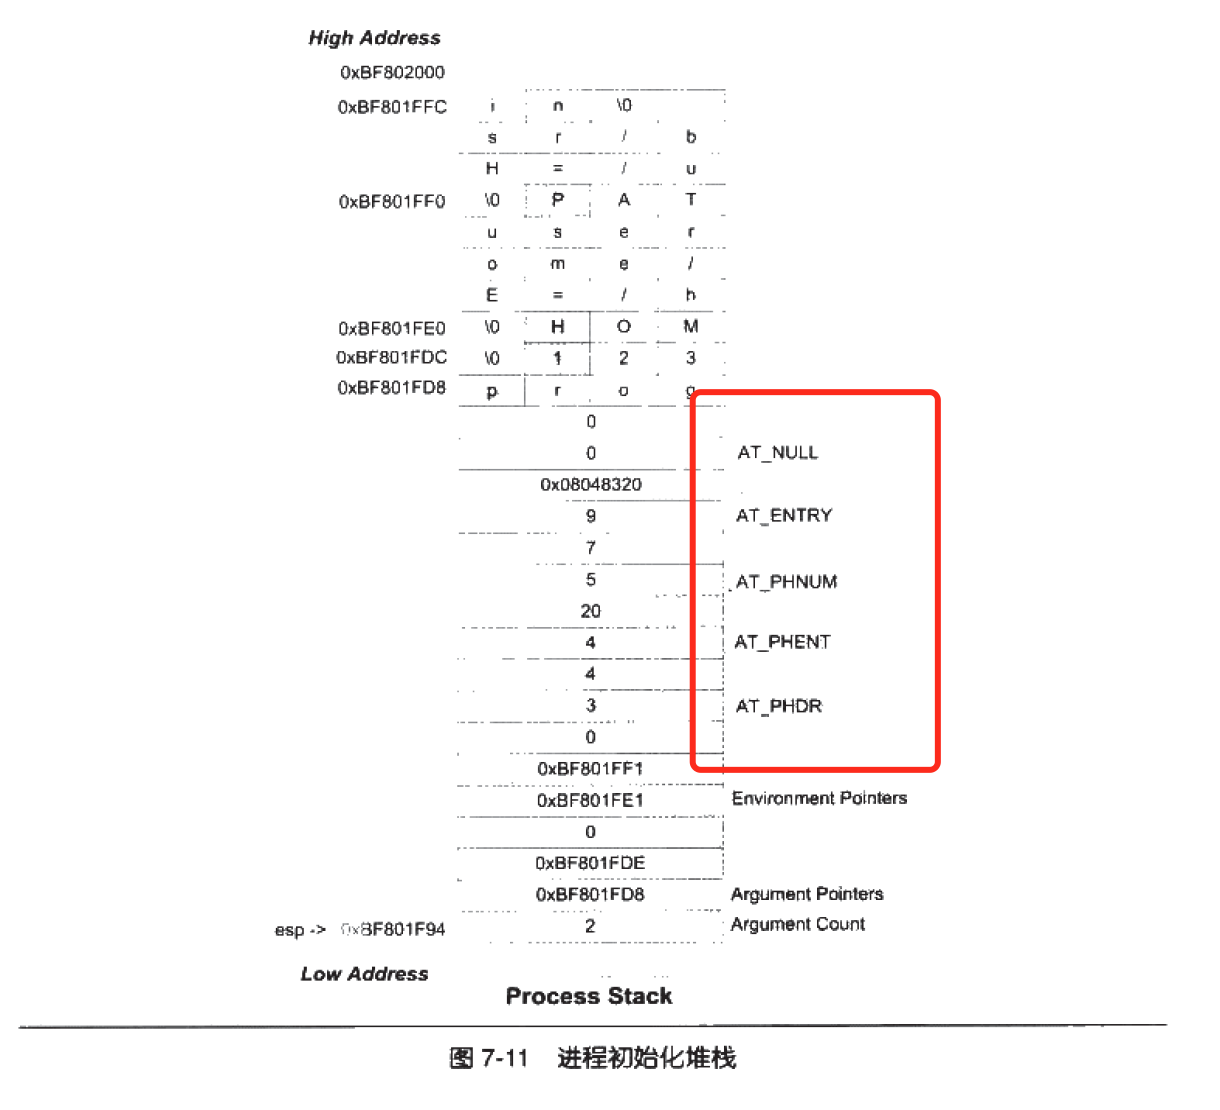 High Address
0xBF802000
0xBF801FFC i n \0
s r / b
H = / u
0xBF801FF0 \0 P A T
u s e r
o m e /
E = / h
0xBF801FE0 \0 H O M
0xBF801FDC \0 1 2 3
0xBF801FD8 p r o g
0
0 AT_NULL
0x08048320
9 AT_ENTRY
7
5 AT_PHNUM
20
4 AT_PHENT
4
3 AT_PHDR
0
0xBF801FF1
0xBF801FE1 Environment Pointers
0
0xBF801FDE
0xBF801FD8 Argument Pointers
esp -> 0xBF801F94 2 Argument Count
Low Address
Process Stack
图 7-11 进程初始化堆栈